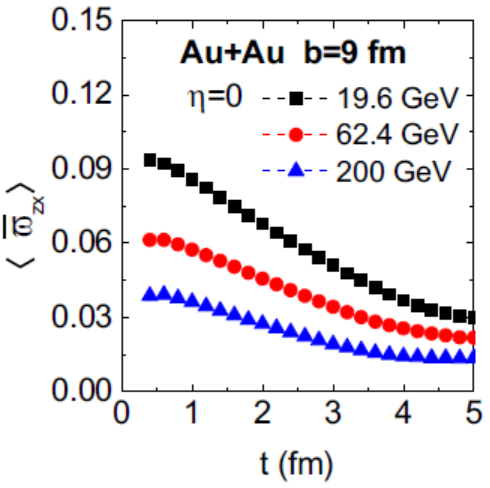 0.15
0.12
0.09
0.06
0.03
0.00
< ϖ̅zx >
Au+Au b=9 fm
η=0
19.6 GeV
62.4 GeV
200 GeV
0 1 2 3 4 5
t (fm)